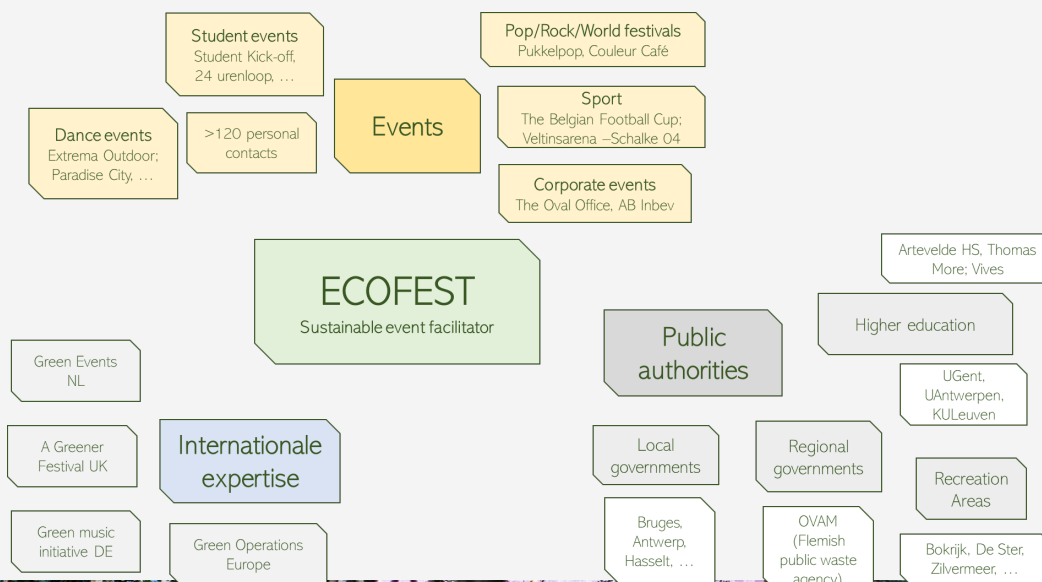 Student events
Student Kick-off,
24 urenloop, …
Pop/Rock/World festivals
Pukkelpop, Couleur Café
Events
Sport
The Belgian Football Cup;
Veltinsarena –Schalke 04
Dance events
Extrema Outdoor;
Paradise City, …
>120 personal
contacts
Corporate events
The Oval Office, AB Inbev
ECOFEST
Sustainable event facilitator
Artevelde HS, Thomas
More; Vives
Higher education
Public
authorities
UGent,
UAntwerpen,
KULeuven
Green Events
NL
A Greener
Festival UK
Internationale
expertise
Local
governments
Regional
governments
Recreation
Areas
Green music
initiative DE
Green Operations
Europe
Bruges,
Antwerp,
Hasselt, …
OVAM
(Flemish
public waste
agency)
Bokrijk, De Ster,
Zilvermeer, …